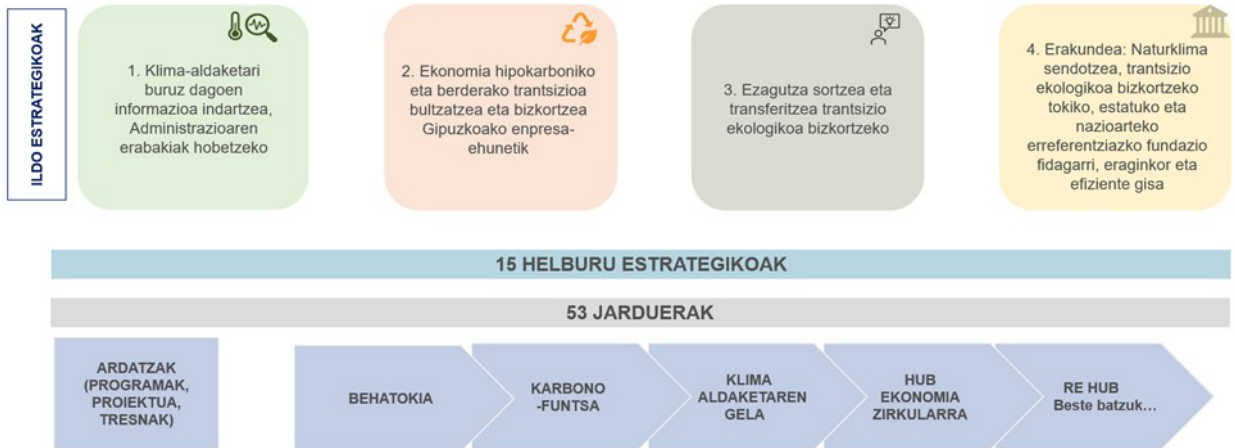 ILDO ESTRATEGIKOAK
1. Klima-aldaketari
buruz dagoen
informazioa indartzea,
Administrazioaren
erabakiak hobetzeko
2. Ekonomia hipokarboniko
eta berderako trantsizioa
bultzatzea eta bizkortzea
Gipuzkoako enpresa-
ehunetik
3. Ezagutza sortzea eta
transferitzea trantsizio
ekologikoa bizkortzeko
4. Erakundea: Naturklima
sendotzea, trantsizio
ekologikoa bizkortzeko
tokiko, estatuko eta
nazioarteko
erreferentziazko fundazio
fidagarri, eraginkor eta
efiziente gisa
15 HELBURU ESTRATEGIKOAK
53 JARDUERAK
ARDATZAK
(PROGRAMAK,
PROIEKTUA,
TRESNAK)
BEHATOKIA
KARBONO
-FUNTSA
KLIMA
ALDAKETAREN
GELA
HUB
EKONOMIA
ZIRKULARRA
RE HUB
Beste batzuk...